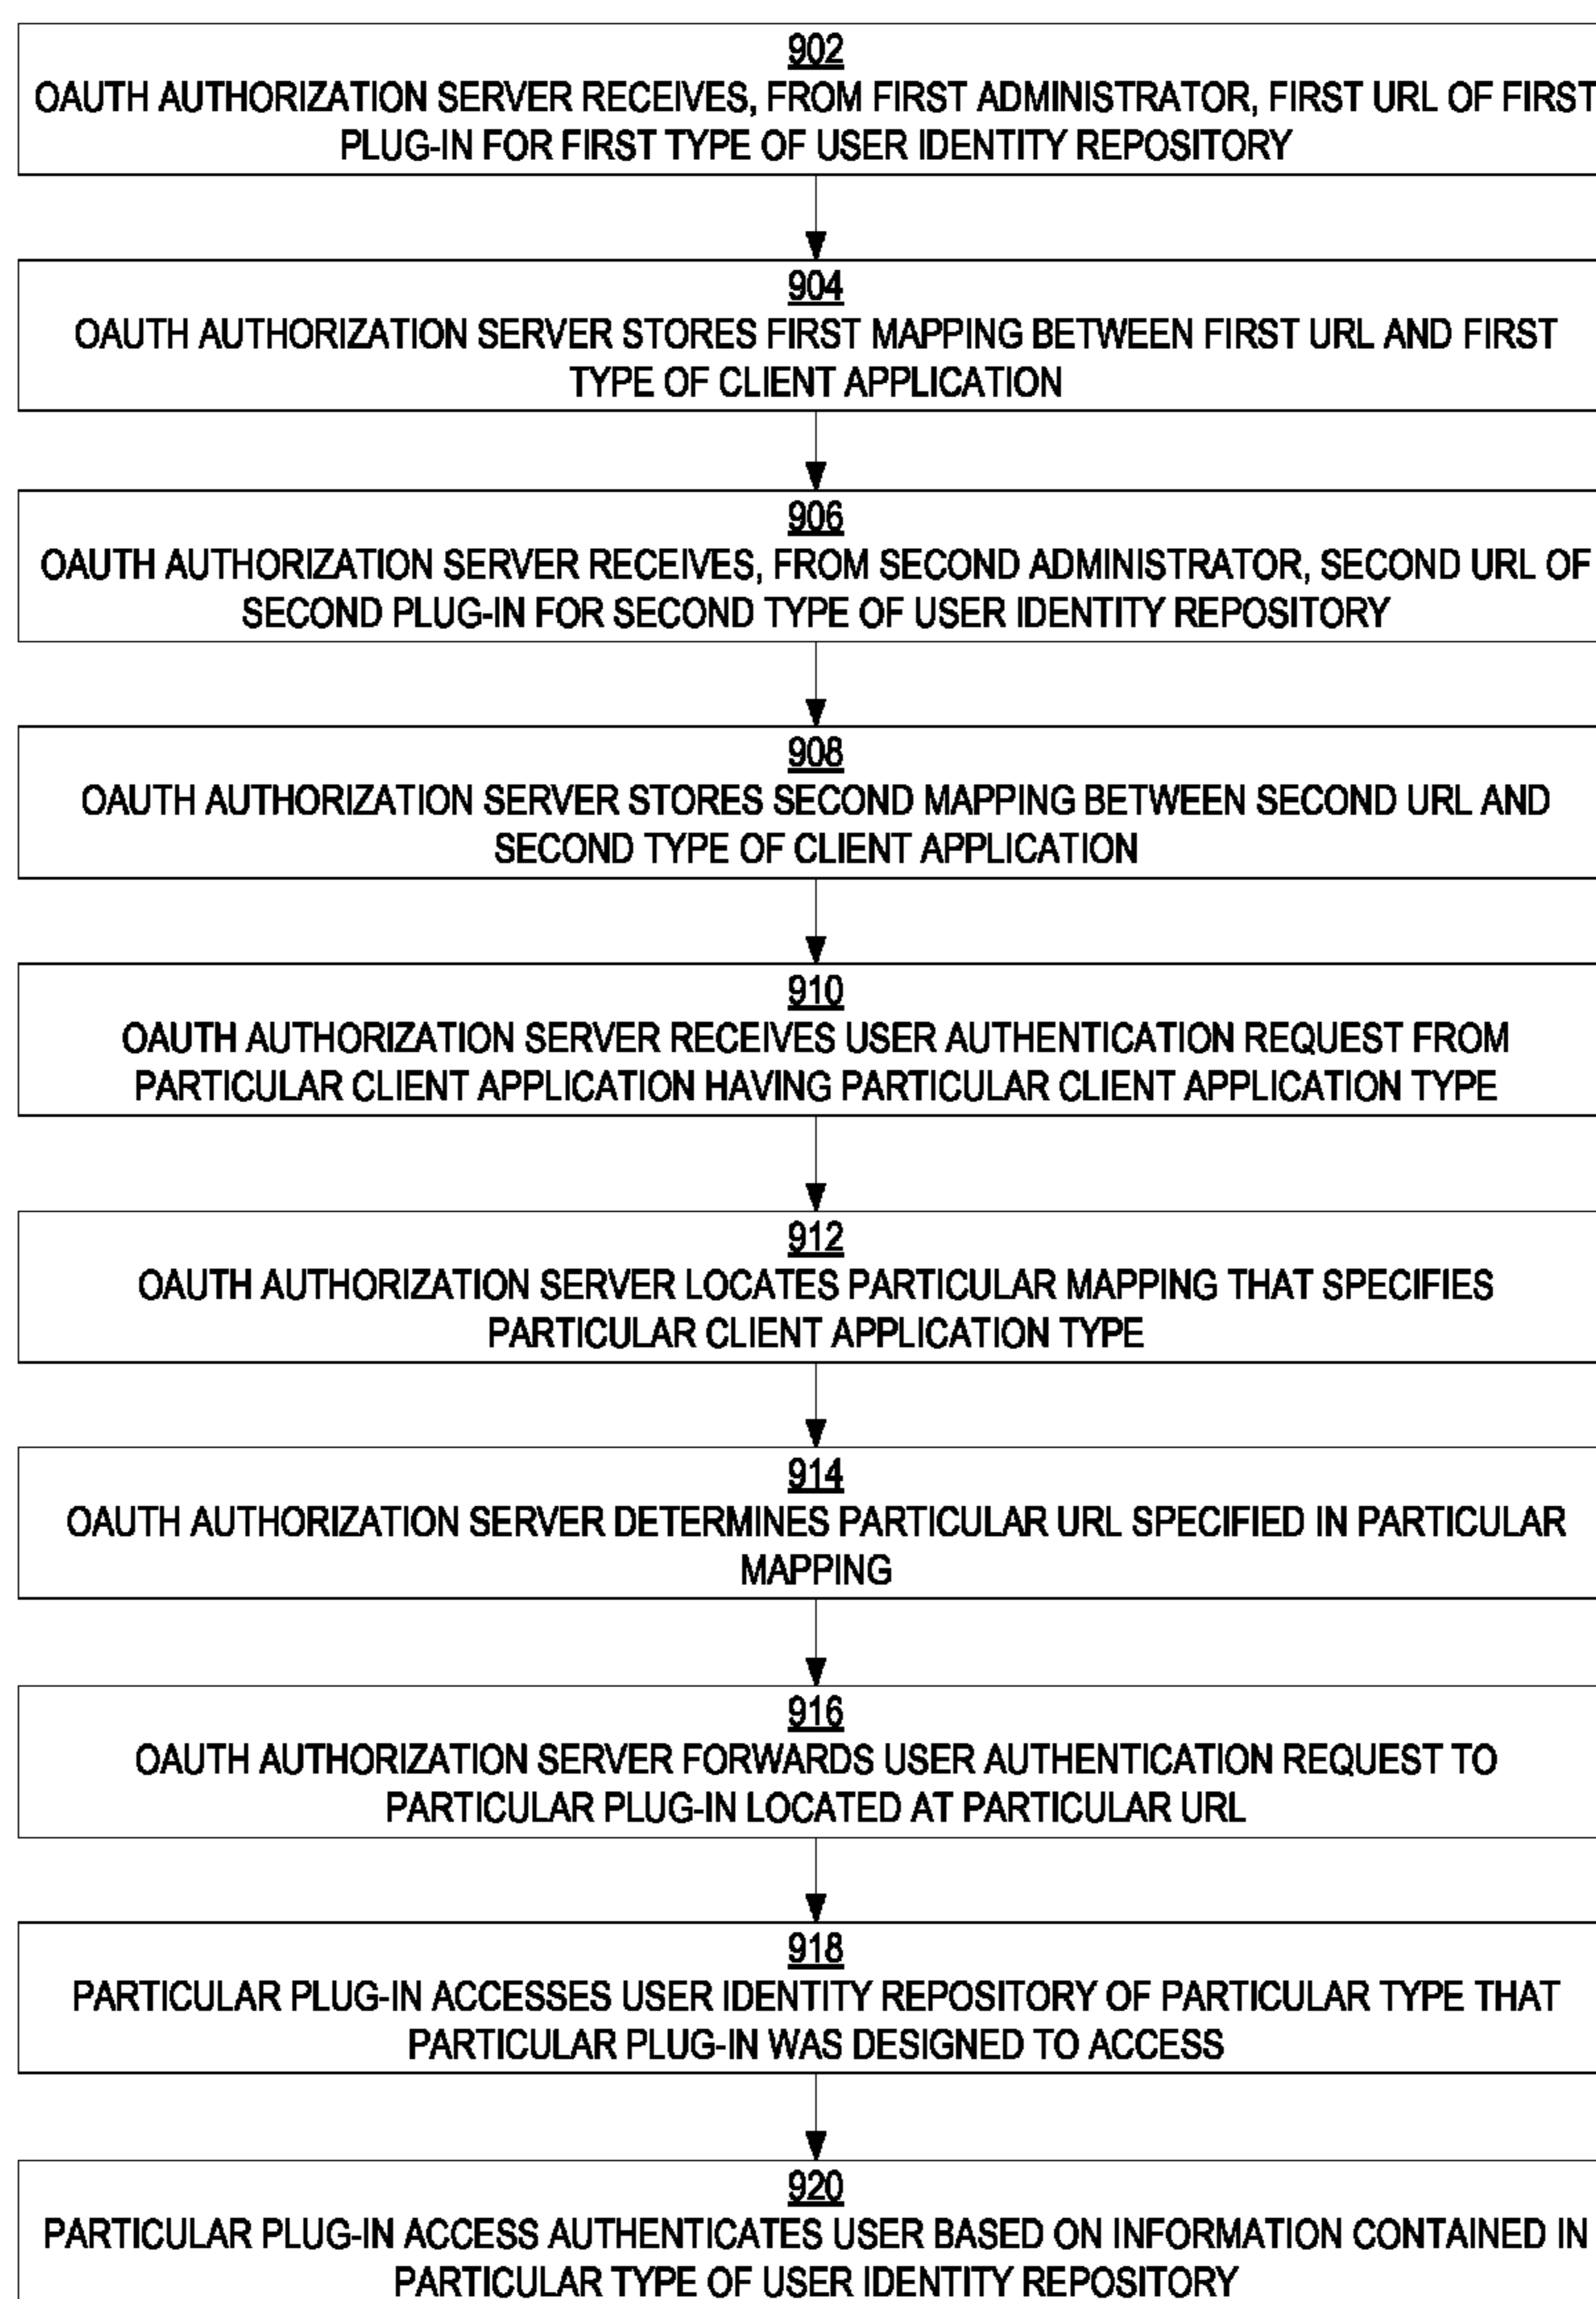 902
OAUTH AUTHORIZATION SERVER RECEIVES, FROM FIRST ADMINISTRATOR, FIRST URL OF FIRST
PLUG-IN FOR FIRST TYPE OF USER IDENTITY REPOSITORY
904
OAUTH AUTHORIZATION SERVER STORES FIRST MAPPING BETWEEN FIRST URL AND FIRST
TYPE OF CLIENT APPLICATION
906
OAUTH AUTHORIZATION SERVER RECEIVES, FROM SECOND ADMINISTRATOR, SECOND URL OF
SECOND PLUG-IN FOR SECOND TYPE OF USER IDENTITY REPOSITORY
908
OAUTH AUTHORIZATION SERVER STORES SECOND MAPPING BETWEEN SECOND URL AND
SECOND TYPE OF CLIENT APPLICATION
910
OAUTH AUTHORIZATION SERVER RECEIVES USER AUTHENTICATION REQUEST FROM
PARTICULAR CLIENT APPLICATION HAVING PARTICULAR CLIENT APPLICATION TYPE
912
OAUTH AUTHORIZATION SERVER LOCATES PARTICULAR MAPPING THAT SPECIFIES
PARTICULAR CLIENT APPLICATION TYPE
914
OAUTH AUTHORIZATION SERVER DETERMINES PARTICULAR URL SPECIFIED IN PARTICULAR
MAPPING
916
OAUTH AUTHORIZATION SERVER FORWARDS USER AUTHENTICATION REQUEST TO
PARTICULAR PLUG-IN LOCATED AT PARTICULAR URL
918
PARTICULAR PLUG-IN ACCESSES USER IDENTITY REPOSITORY OF PARTICULAR TYPE THAT
PARTICULAR PLUG-IN WAS DESIGNED TO ACCESS
920
PARTICULAR PLUG-IN ACCESS AUTHENTICATES USER BASED ON INFORMATION CONTAINED IN
PARTICULAR TYPE OF USER IDENTITY REPOSITORY